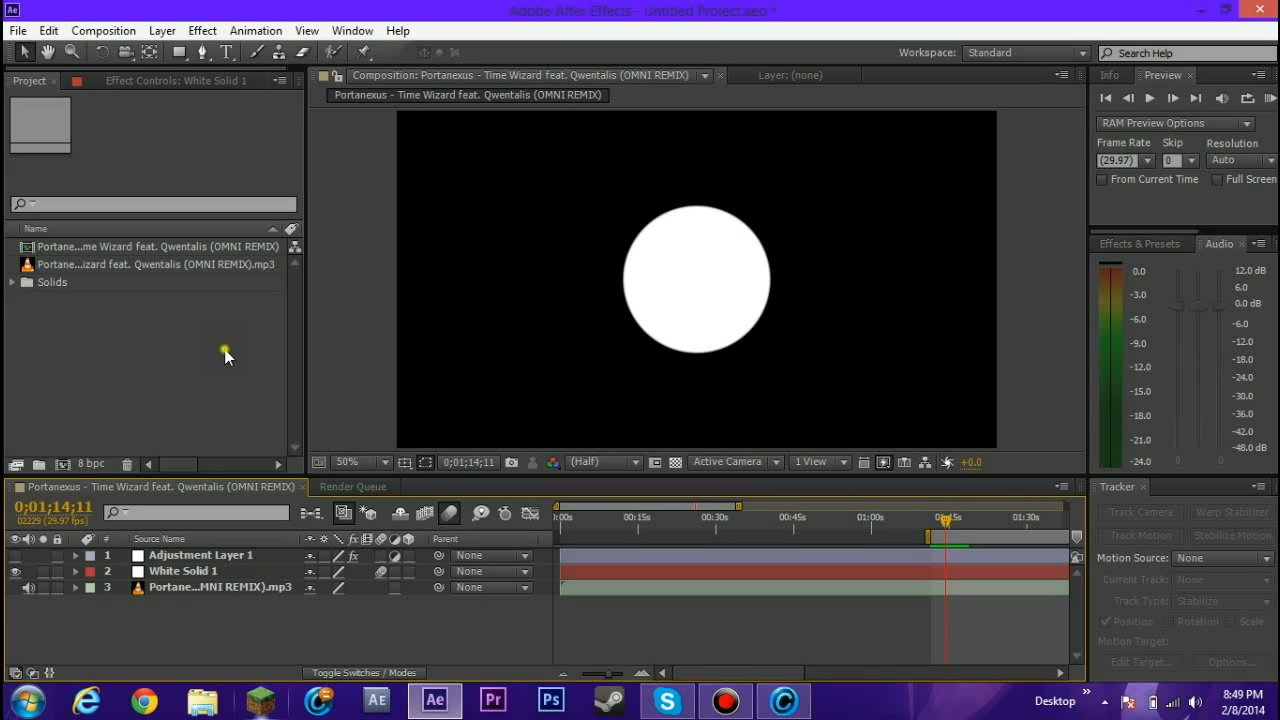 Adobe After Effects - Untitled Project.aep *
File Edit Composition Layer Effect Animation View Window Help
Workspace: Standard Search Help
Project Effect Controls: White Solid 1
Composition: Portanexus - Time Wizard feat. Qwentalis (OMNI REMIX) Layer: (none)
Info Preview
Portanexus - Time Wizard feat. Qwentalis (OMNI REMIX)
RAM Preview Options
Frame Rate Skip Resolution
(29.97) 0 Auto
From Current Time Full Screen
Name
Portane...me Wizard feat. Qwentalis (OMNI REMIX)
Portane...izard feat. Qwentalis (OMNI REMIX).mp3
Solids
Effects & Presets Audio
0.0 12.0 dB
-3.0 6.0
-6.0 0.0 dB
-9.0 -6.0
-12.0 -12.0
-15.0 -18.0
-18.0 -24.0
-21.0 -30.0
-24.0 -36.0
-42.0
-48.0 dB
0 0
8 bpc
50% 0;01;14;11 (Half) Active Camera 1 View +0.0
Portanexus - Time Wizard feat. Qwentalis (OMNI REMIX) Render Queue
0;01;14;11
02229 (29.97 fps)
0:00s 00:15s 00:30s 00:45s 01:00s 01:15s 01:30s
# Source Name Parent
1 Adjustment Layer 1 None
2 White Solid 1 None
3 Portane...MNI REMIX).mp3 None
Toggle Switches / Modes
Tracker
Track Camera Warp Stabilizer
Track Motion Stabilize Motion
Motion Source: None
Current Track: None
Track Type: Stabilize
Position Rotation Scale
Motion Target:
Edit Target... Options...
Desktop
8:49 PM
2/8/2014